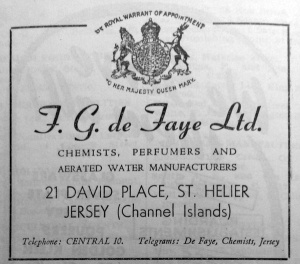 BY ROYAL WARRANT OF APPOINTMENT
TO HER MAJESTY QUEEN MARY.
F. G. de Faye Ltd.
CHEMISTS, PERFUMERS AND
AERATED WATER MANUFACTURERS
21 DAVID PLACE, ST. HELIER
JERSEY (Channel Islands)
Telephone: CENTRAL 10. Telegrams: De Faye, Chemists, Jersey